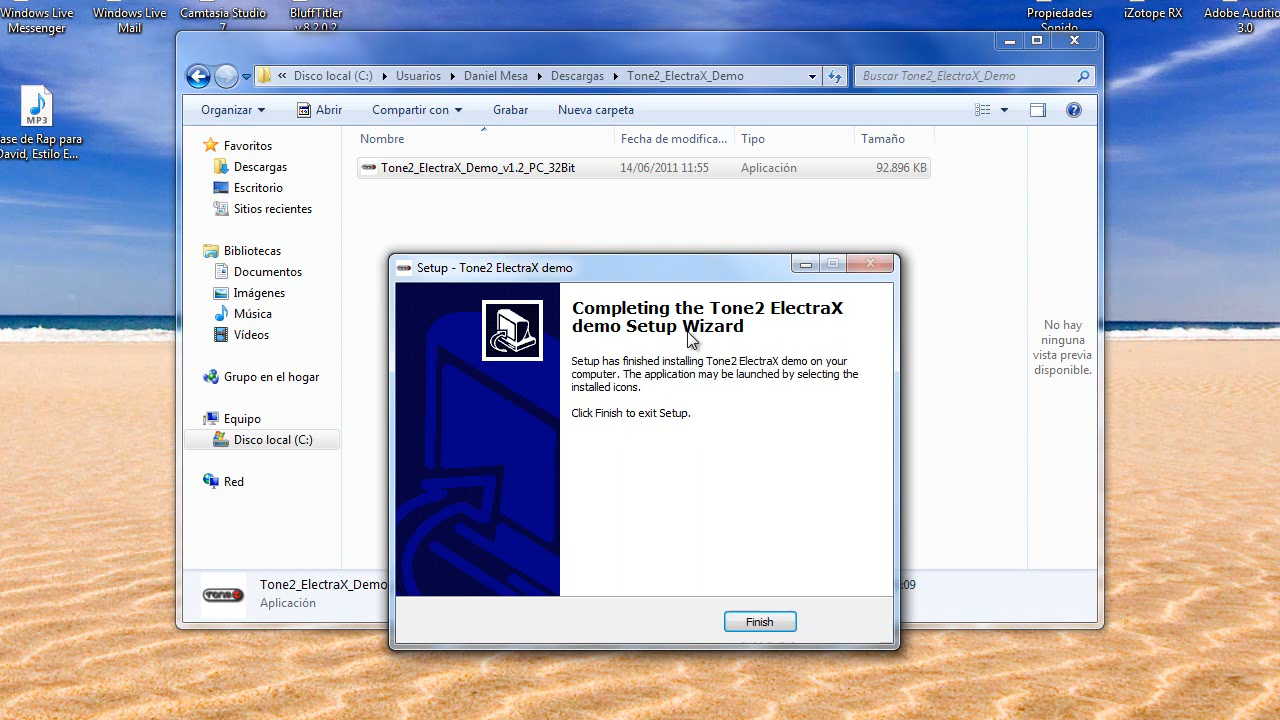 Windows Live
Messenger
Windows Live
Mail
Camtasia Studio
7
BluffTitler
v.8.2.0.2
Propiedades
Sonido
iZotope RX
Adobe Auditio
3.0
MP3
ase de Rap para
David, Estilo E...
« Disco local (C:) Usuarios Daniel Mesa Descargas Tone2_ElectraX_Demo
Buscar Tone2_ElectraX_Demo
Organizar Abrir Compartir con Grabar Nueva carpeta
Nombre Fecha de modifica... Tipo Tamaño
Tone2_ElectraX_Demo_v1.2_PC_32Bit 14/06/2011 11:55 Aplicación 92.896 KB
Favoritos
Descargas
Escritorio
Sitios recientes
Bibliotecas
Documentos
Imágenes
Música
Vídeos
Grupo en el hogar
Equipo
Disco local (C:)
Red
No hay
ninguna
vista previa
disponible.
Setup - Tone2 ElectraX demo
Completing the Tone2 ElectraX
demo Setup Wizard
Setup has finished installing Tone2 ElectraX demo on your
computer. The application may be launched by selecting the
installed icons.
Click Finish to exit Setup.
Finish
TONE2
Tone2_ElectraX_Demo
Aplicación
:09